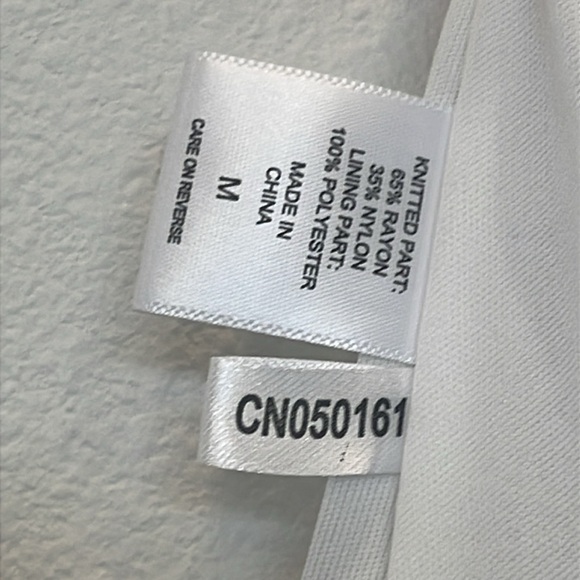 KNITTED PART:
65% RAYON
35% NYLON
LINING PART:
100% POLYESTER
MADE IN
CHINA
M
CARE ON REVERSE
CN050161